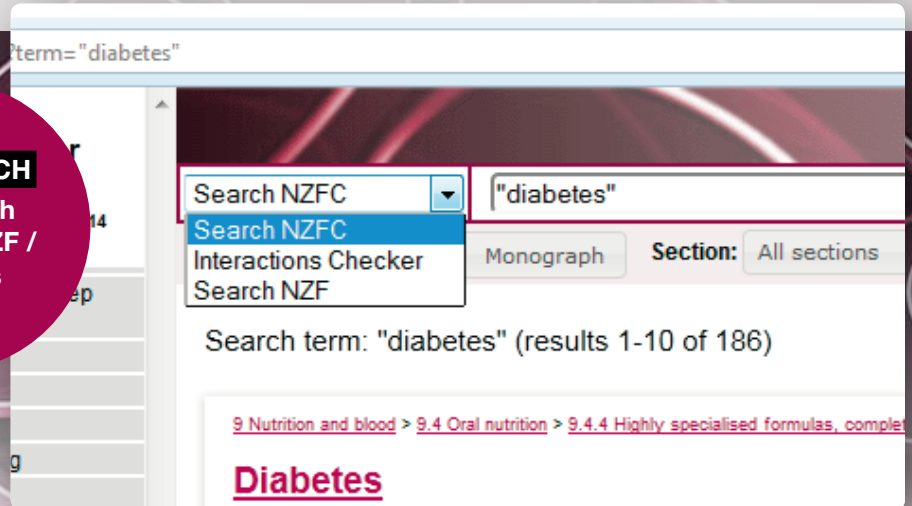 ?term="diabetes"
CH
14
Search NZFC
"diabetes"
Search NZFC
Interactions Checker
Search NZF
Monograph
Section:
All sections
Search term: "diabetes" (results 1-10 of 186)
9 Nutrition and blood > 9.4 Oral nutrition > 9.4.4 Highly specialised formulas, complet
Diabetes